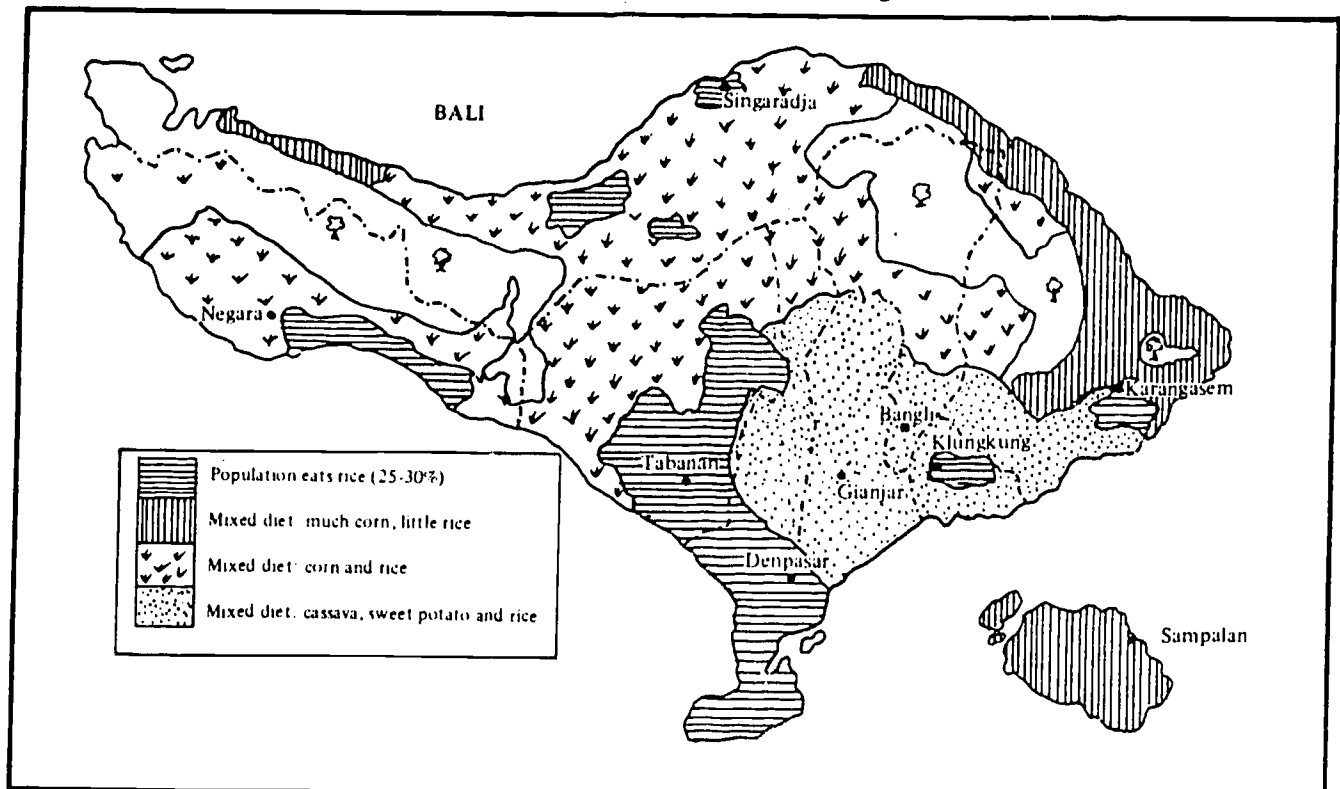 BALI
Singaradja
Negara
Karangasem
Bangli
Klungkung
Tabanan
Gianjar
Denpasar
Sampalan
Population eats rice (25-30%)
Mixed diet: much corn, little rice
Mixed diet: corn and rice
Mixed diet: cassava, sweet potato and rice